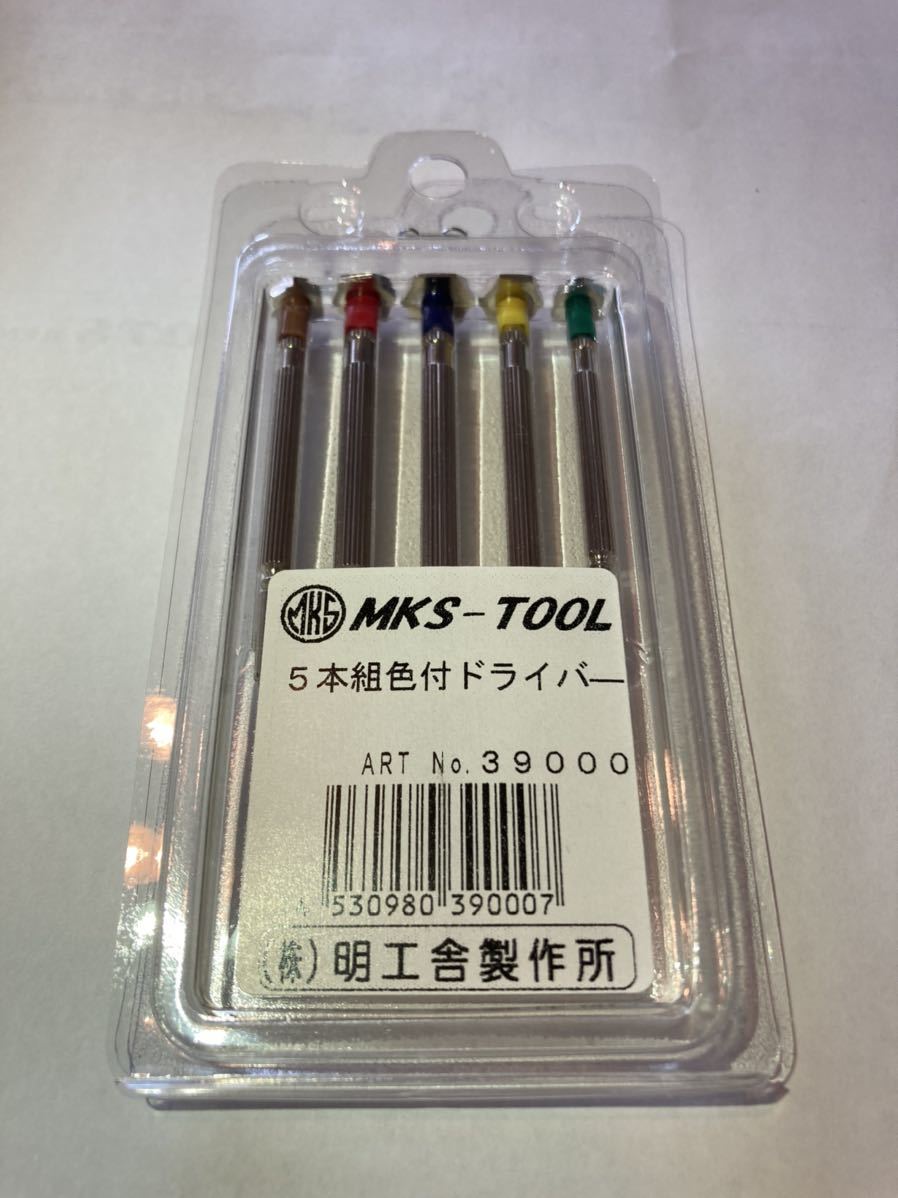 MKS MKS-TOOL
5本組色付ドライバー
ART No.39000
4 530980 390007
(株)明工舎製作所